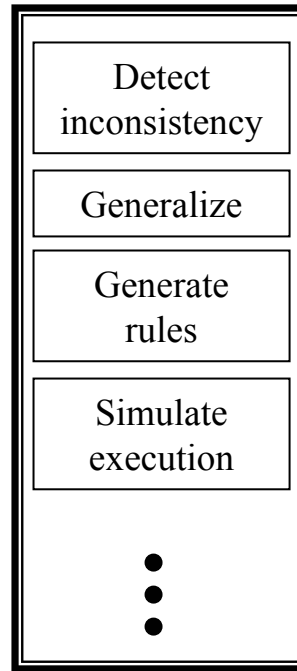 Detect
inconsistency
Generalize
Generate
rules
Simulate
execution